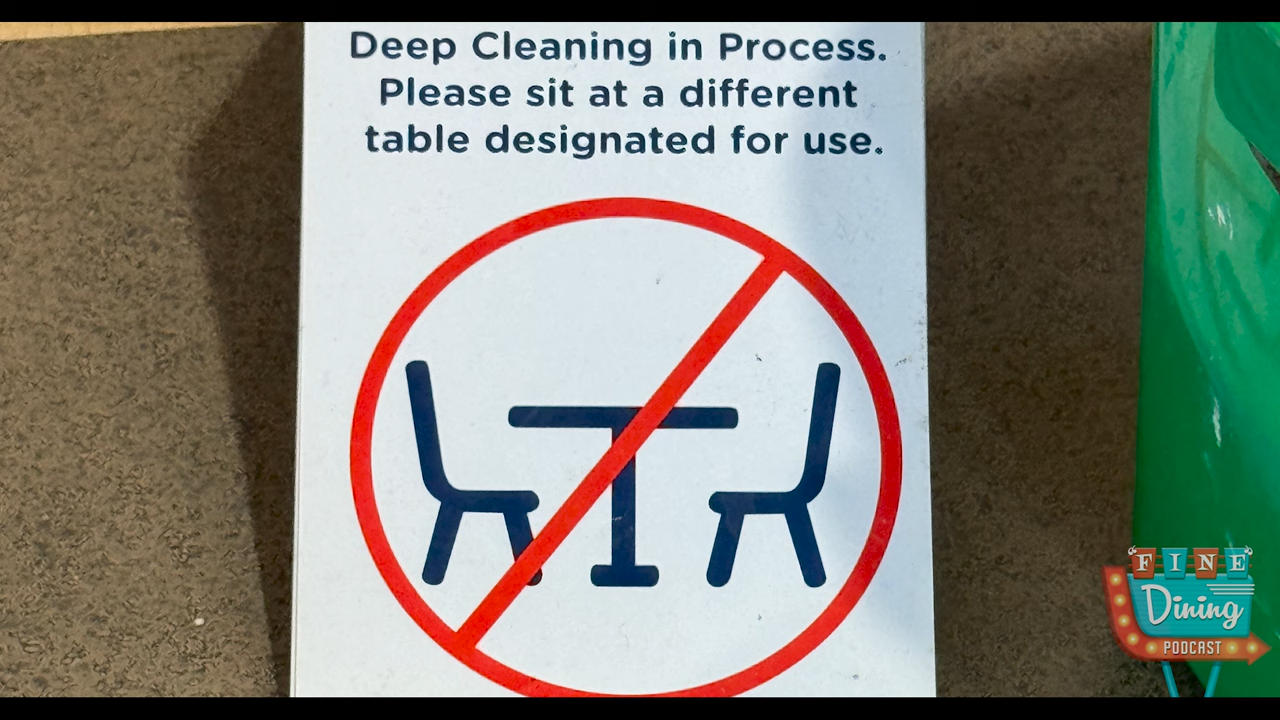 Deep Cleaning in Process.
Please sit at a different
table designated for use.
"FINE"
Dining
PODCAST